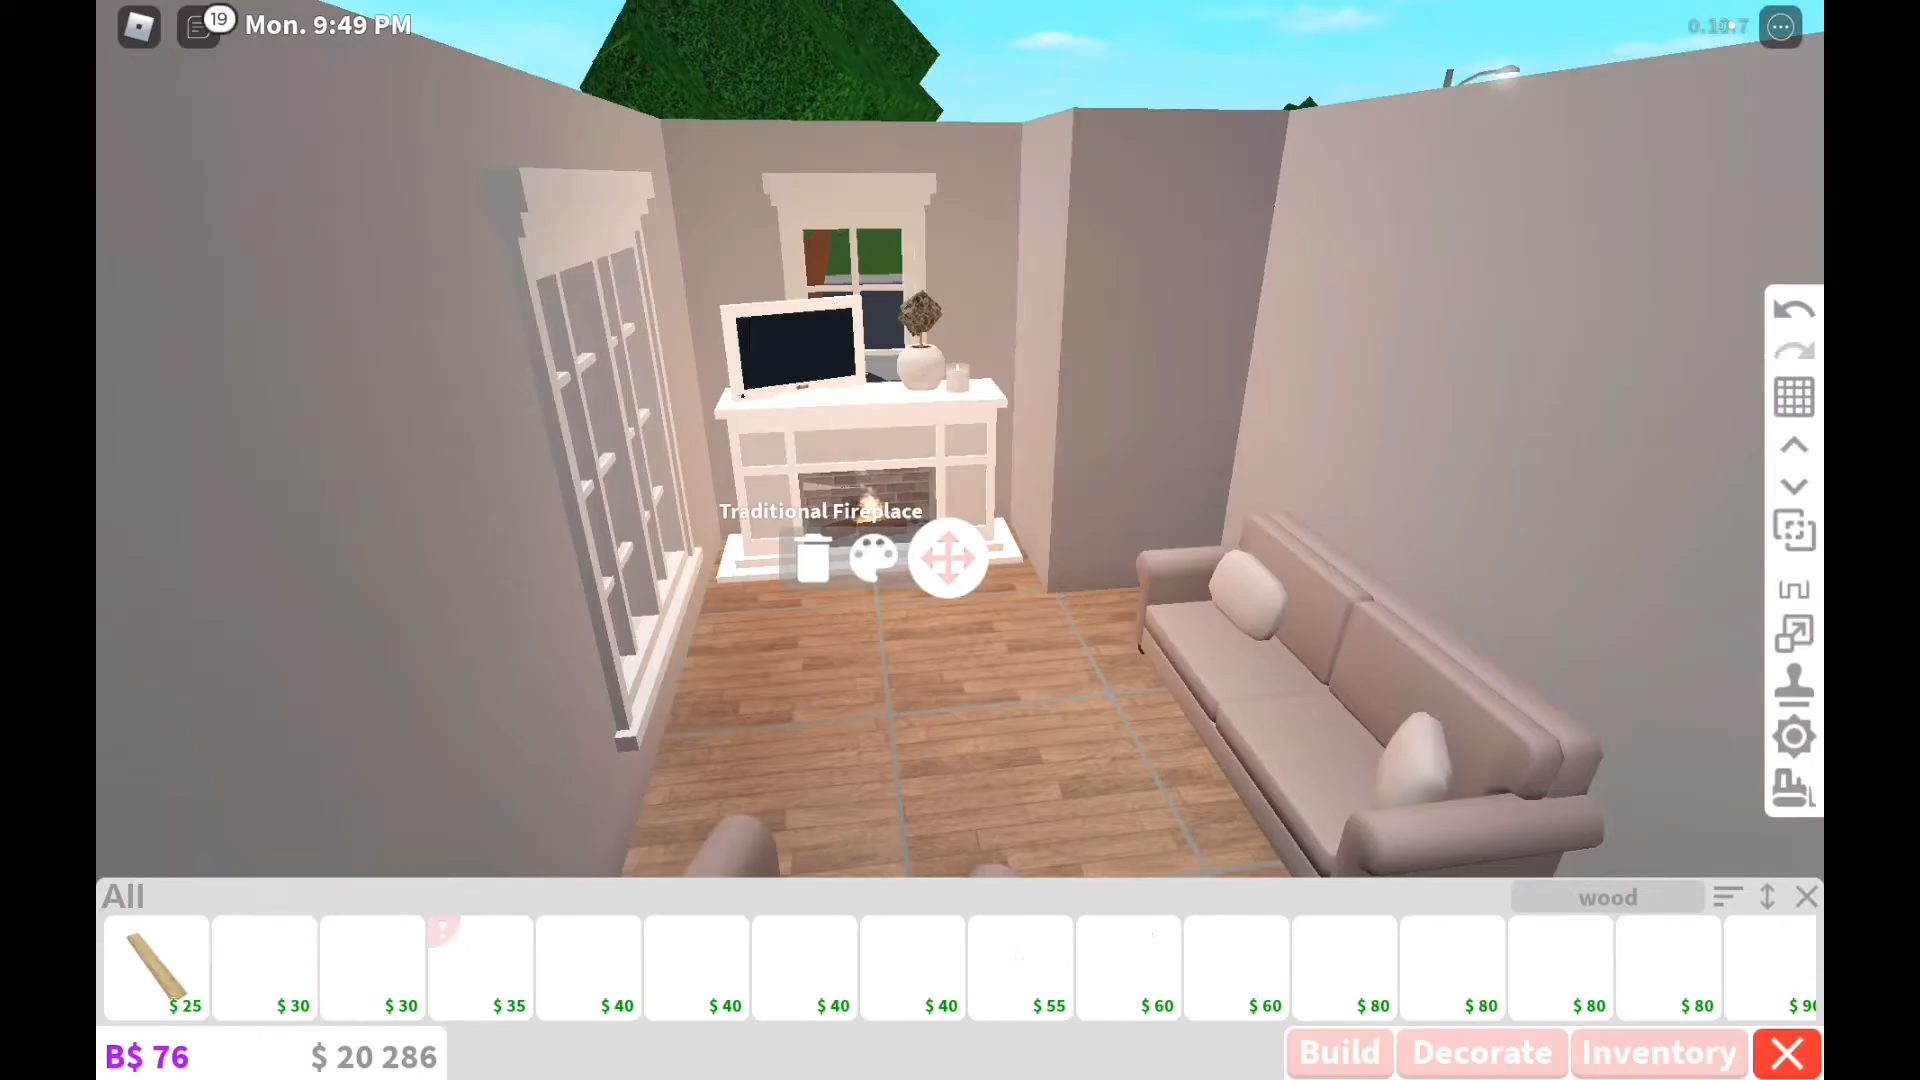 19
Mon. 9:49 PM
Traditional Fireplace
All
wood
$ 25
$ 30
$ 30
?
$ 35
$ 40
$ 40
$ 40
$ 40
$ 55
$ 60
$ 60
$ 80
$ 80
$ 80
$ 80
B$ 76
$ 20 286
Build
Decorate
Inventory